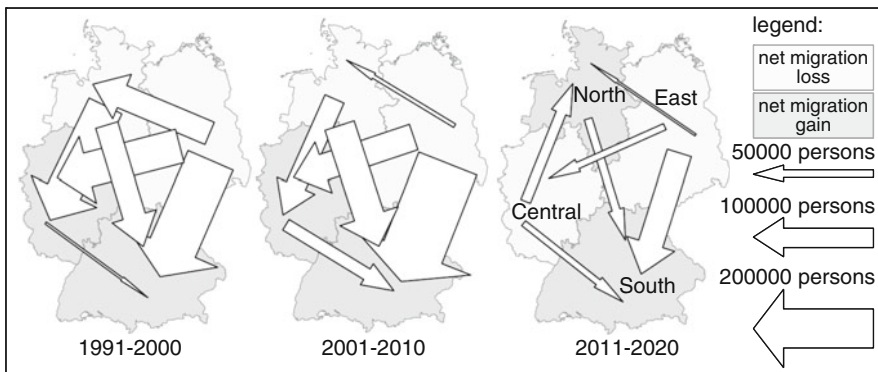 1991-2000
2001-2010
North
East
Central
South
2011-2020
legend:
net migration
loss
net migration
gain
50000 persons
100000 persons
200000 persons